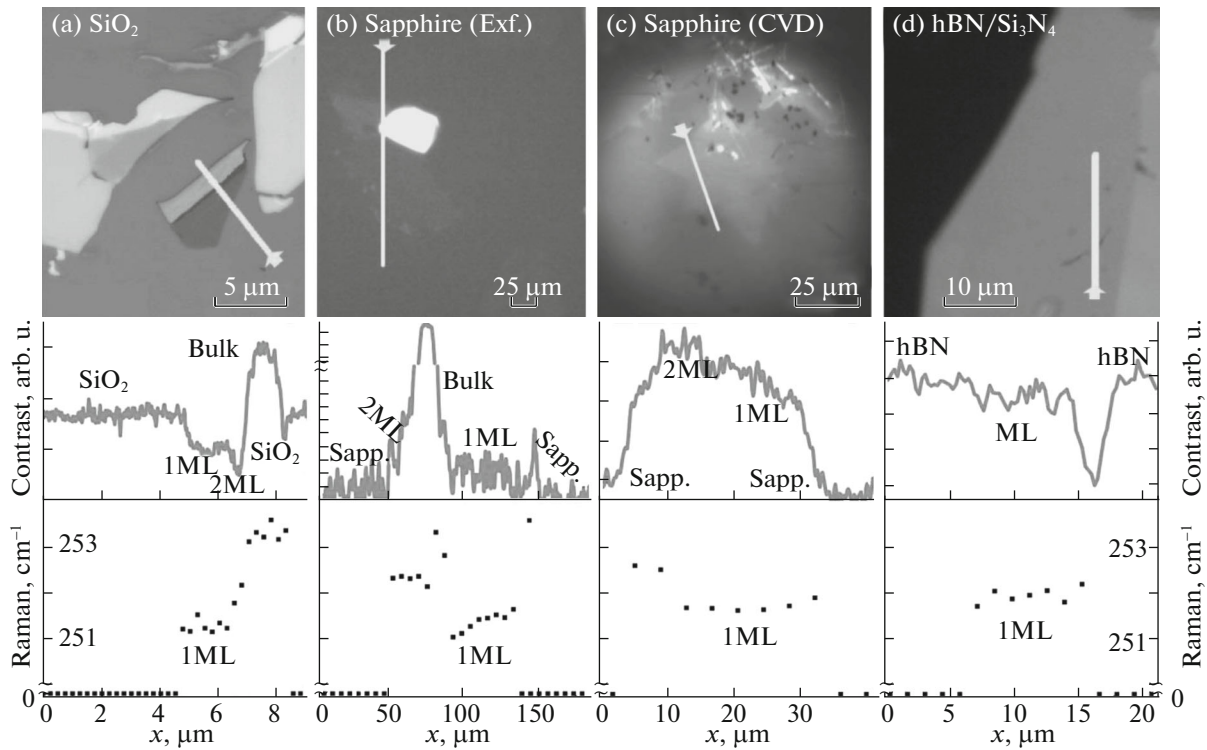 (a) SiO₂ (b) Sapphire (Exf.) (c) Sapphire (CVD) (d) hBN/Si₃N₄
5 μm 25 μm 25 μm 10 μm
Contrast, arb. u.
SiO₂
Bulk
1ML
2ML
SiO₂
Sapp.
2ML
Bulk
1ML
Sapp.
Sapp.
2ML
1ML
Sapp.
hBN
ML
hBN
Contrast, arb. u.
Raman, cm⁻¹
253
251
0
1ML
1ML
1ML
1ML
253
251
0
Raman, cm⁻¹
0 2 4 6 8 0 50 100 150 0 10 20 30 0 5 10 15 20
x, μm x, μm x, μm x, μm